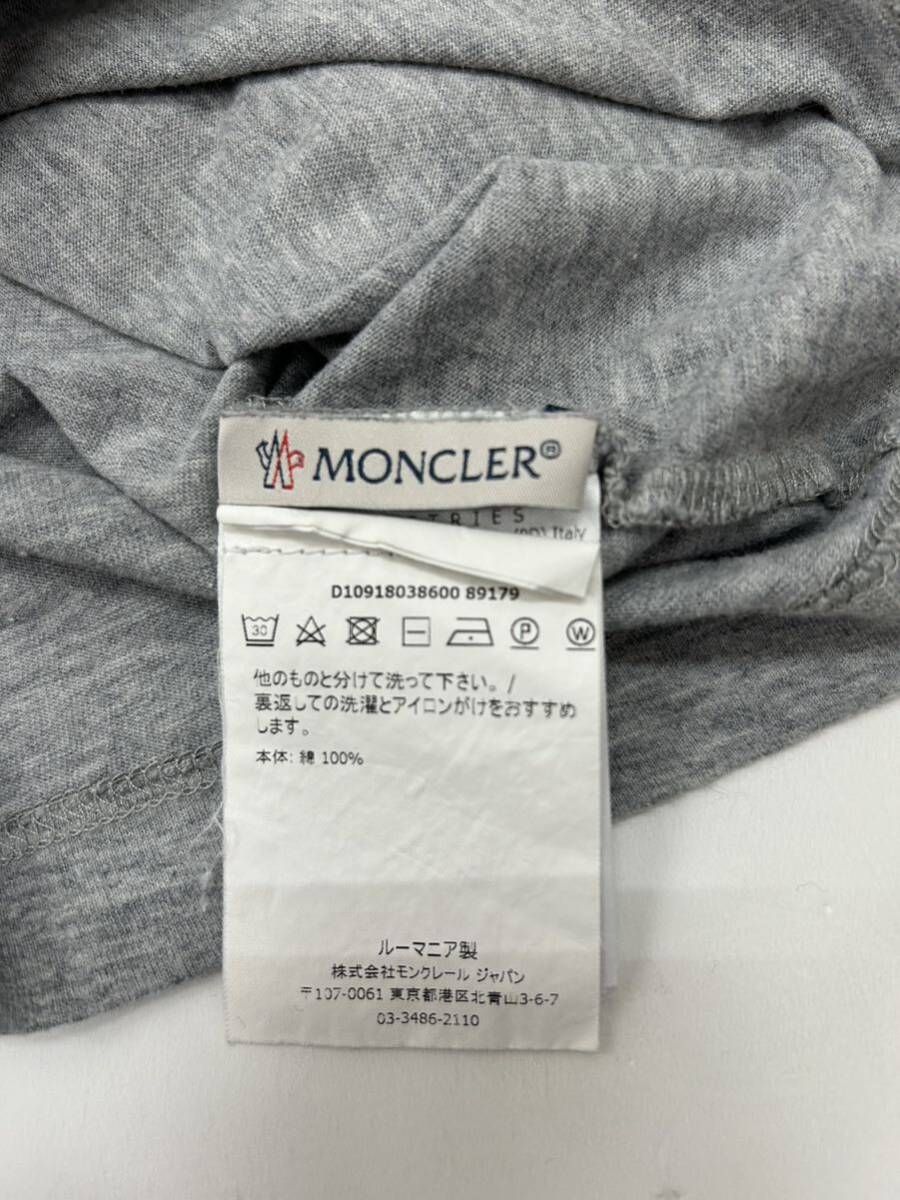 MONCLER®
TRIES
Italy
D10918038600 89179
30
P
W
他のものと分けて洗って下さい。/
裏返しての洗濯とアイロンがけをおすすめ
します。
本体: 綿 100%
ルーマニア製
株式会社モンクレール ジャパン
〒107-0061 東京都港区北青山3-6-7
03-3486-2110